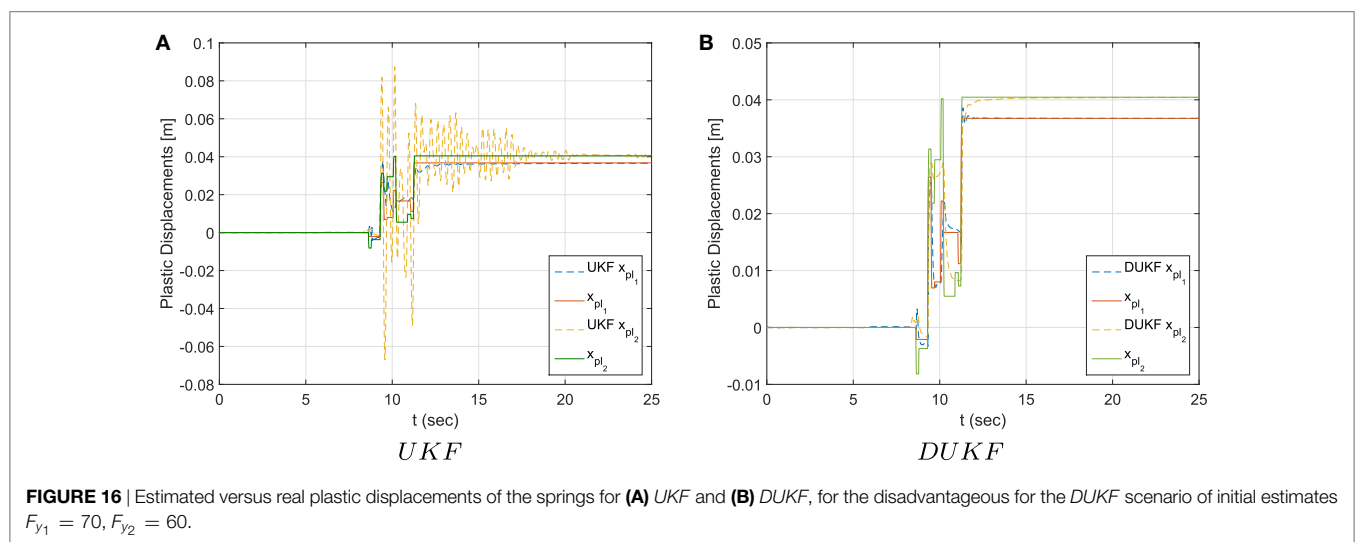 A
0.1
0.08
0.06
0.04
0.02
0
-0.02
-0.04
-0.06
-0.08
Plastic Displacements [m]
0 5 10 15 20 25
t (sec)
UKF x_pl_1
x_pl_1
UKF x_pl_2
x_pl_2
UKF
B
0.05
0.04
0.03
0.02
0.01
0
-0.01
Plastic Displacements [m]
0 5 10 15 20 25
t (sec)
DUKF x_pl_1
x_pl_1
DUKF x_pl_2
x_pl_2
DUKF
FIGURE 16 | Estimated versus real plastic displacements of the springs for (A) UKF and (B) DUKF, for the disadvantageous for the DUKF scenario of initial estimates
F_y_1 = 70, F_y_2 = 60.